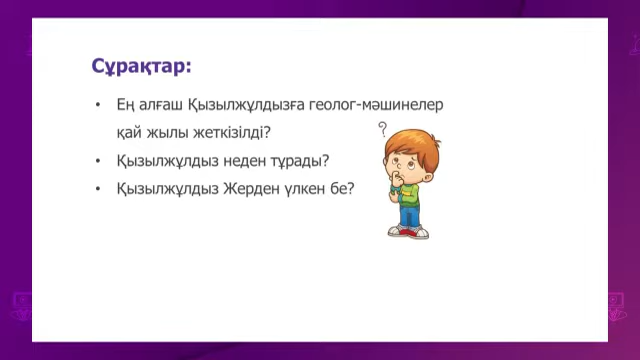 Сұрақтар:
• Ең алғаш Қызылжұлдызға геолог-мәшинелер
қай жылы жеткізілді?
• Қызылжұлдыз неден тұрады?
• Қызылжұлдыз Жерден үлкен бе?
?